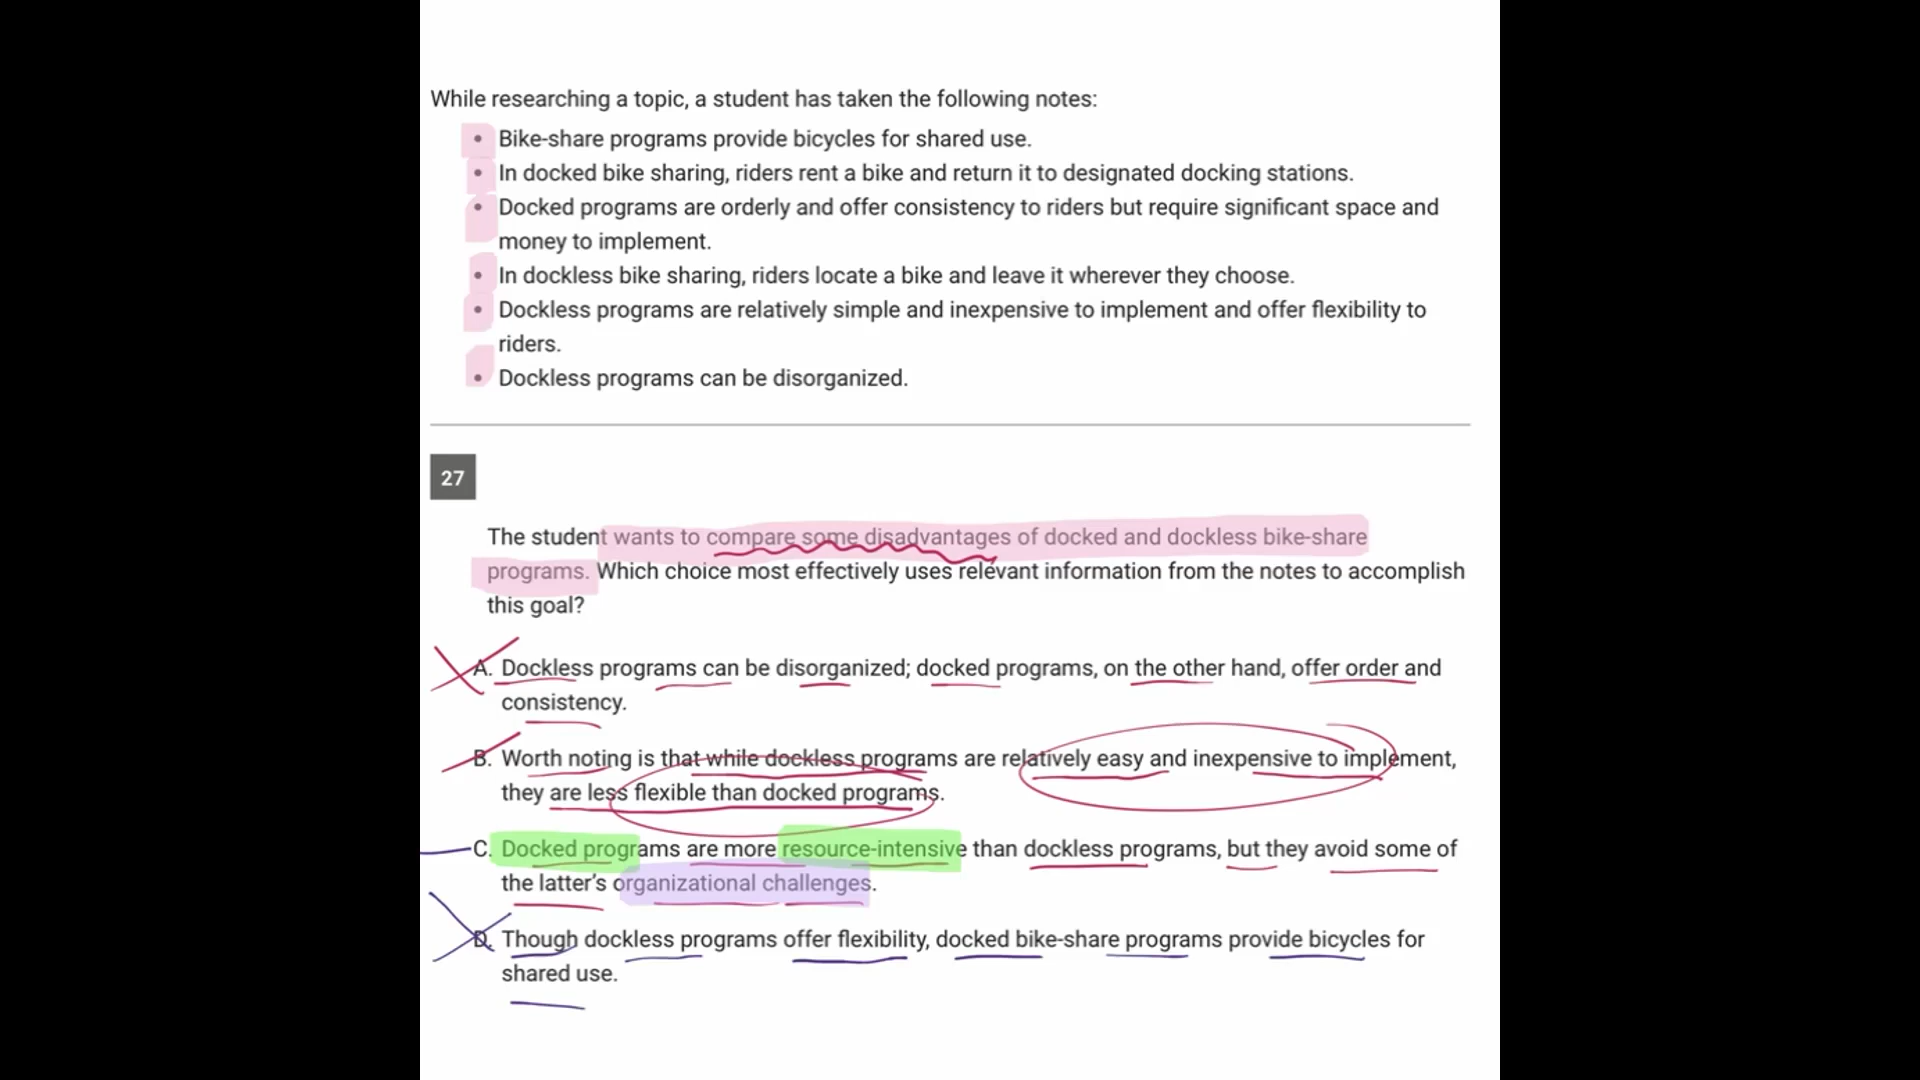 While researching a topic, a student has taken the following notes:
• Bike-share programs provide bicycles for shared use.
• In docked bike sharing, riders rent a bike and return it to designated docking stations.
• Docked programs are orderly and offer consistency to riders but require significant space and
money to implement.
• In dockless bike sharing, riders locate a bike and leave it wherever they choose.
• Dockless programs are relatively simple and inexpensive to implement and offer flexibility to
riders.
• Dockless programs can be disorganized.
27
The student wants to compare some disadvantages of docked and dockless bike-share
programs. Which choice most effectively uses relevant information from the notes to accomplish
this goal?
A. Dockless programs can be disorganized; docked programs, on the other hand, offer order and
consistency.
B. Worth noting is that while dockless programs are relatively easy and inexpensive to implement,
they are less flexible than docked programs.
C. Docked programs are more resource-intensive than dockless programs, but they avoid some of
the latter's organizational challenges.
D. Though dockless programs offer flexibility, docked bike-share programs provide bicycles for
shared use.